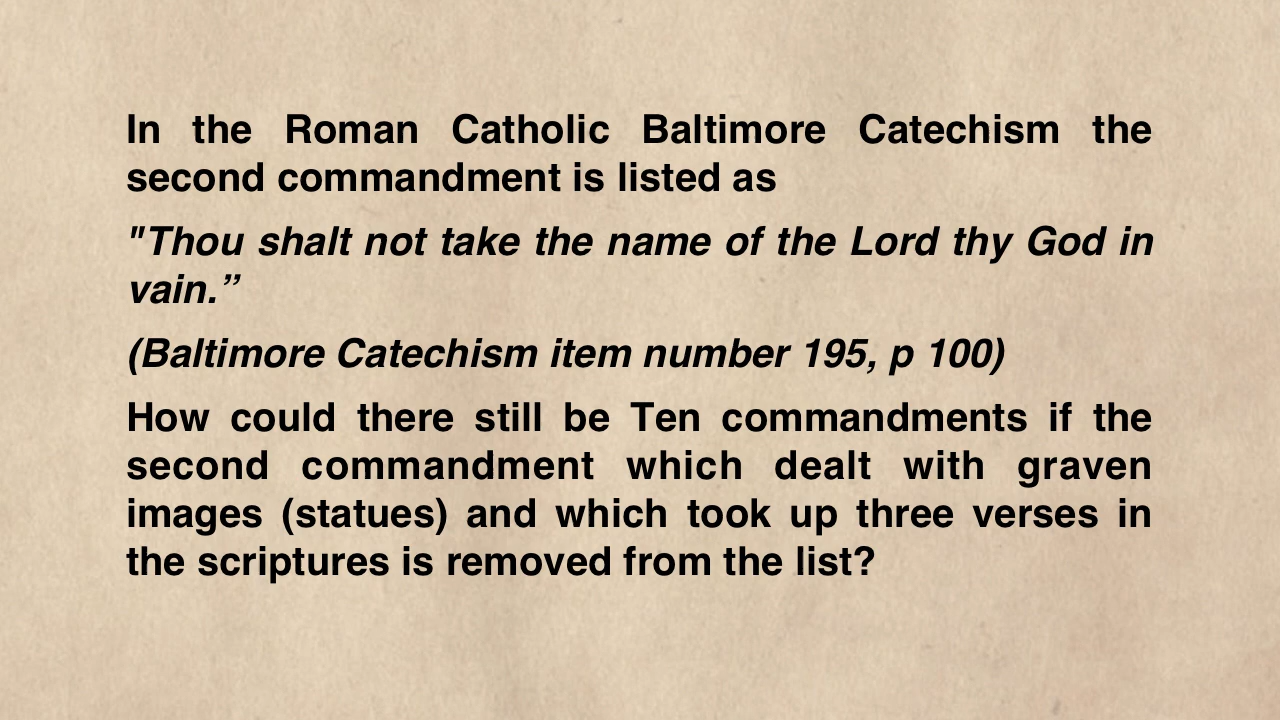 In the Roman Catholic Baltimore Catechism the
second commandment is listed as
"Thou shalt not take the name of the Lord thy God in
vain.”
(Baltimore Catechism item number 195, p 100)
How could there still be Ten commandments if the
second commandment which dealt with graven
images (statues) and which took up three verses in
the scriptures is removed from the list?